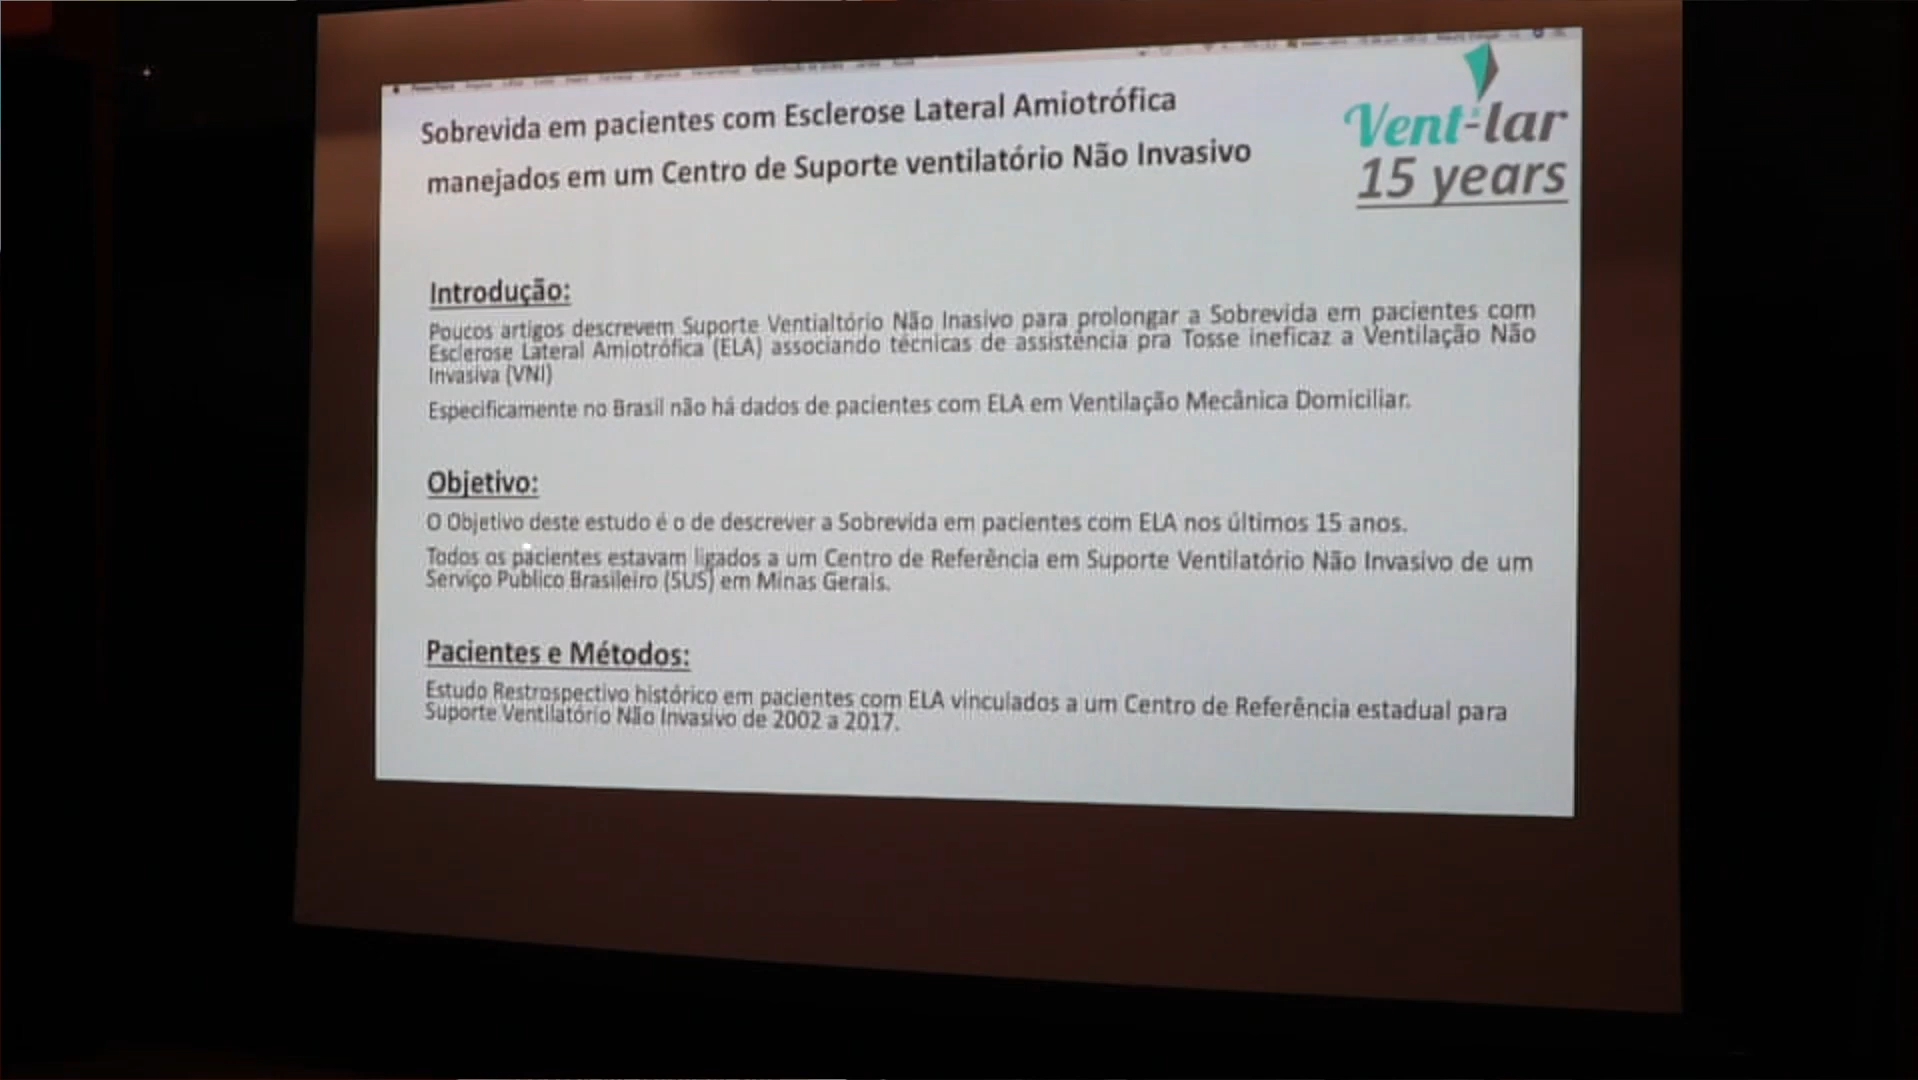 Sobrevida em pacientes com Esclerose Lateral Amiotrófica
manejados em um Centro de Suporte ventilatório Não Invasivo
Vent-lar
15 years
Introdução:
Poucos artigos descrevem Suporte Ventialtório Não Inasivo para prolongar a Sobrevida em pacientes com
Esclerose Lateral Amiotrófica (ELA) associando técnicas de assistência pra Tosse ineficaz a Ventilação Não
Invasiva (VNI)
Especificamente no Brasil não há dados de pacientes com ELA em Ventilação Mecânica Domiciliar.
Objetivo:
O Objetivo deste estudo é o de descrever a Sobrevida em pacientes com ELA nos últimos 15 anos.
Todos os pacientes estavam ligados a um Centro de Referência em Suporte Ventilatório Não Invasivo de um
Serviço Publico Brasileiro (SUS) em Minas Gerais.
Pacientes e Métodos:
Estudo Restrospectivo histórico em pacientes com ELA vinculados a um Centro de Referência estadual para
Suporte Ventilatório Não Invasivo de 2002 a 2017.